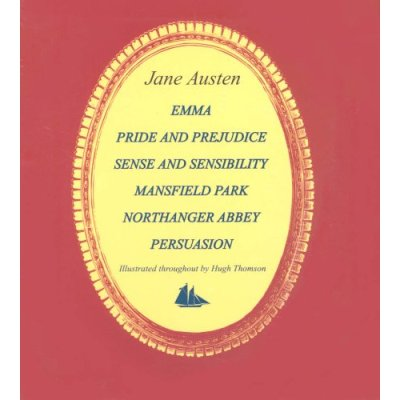 Jane Austen
EMMA
PRIDE AND PREJUDICE
SENSE AND SENSIBILITY
MANSFIELD PARK
NORTHANGER ABBEY
PERSUASION
Illustrated throughout by Hugh Thomson